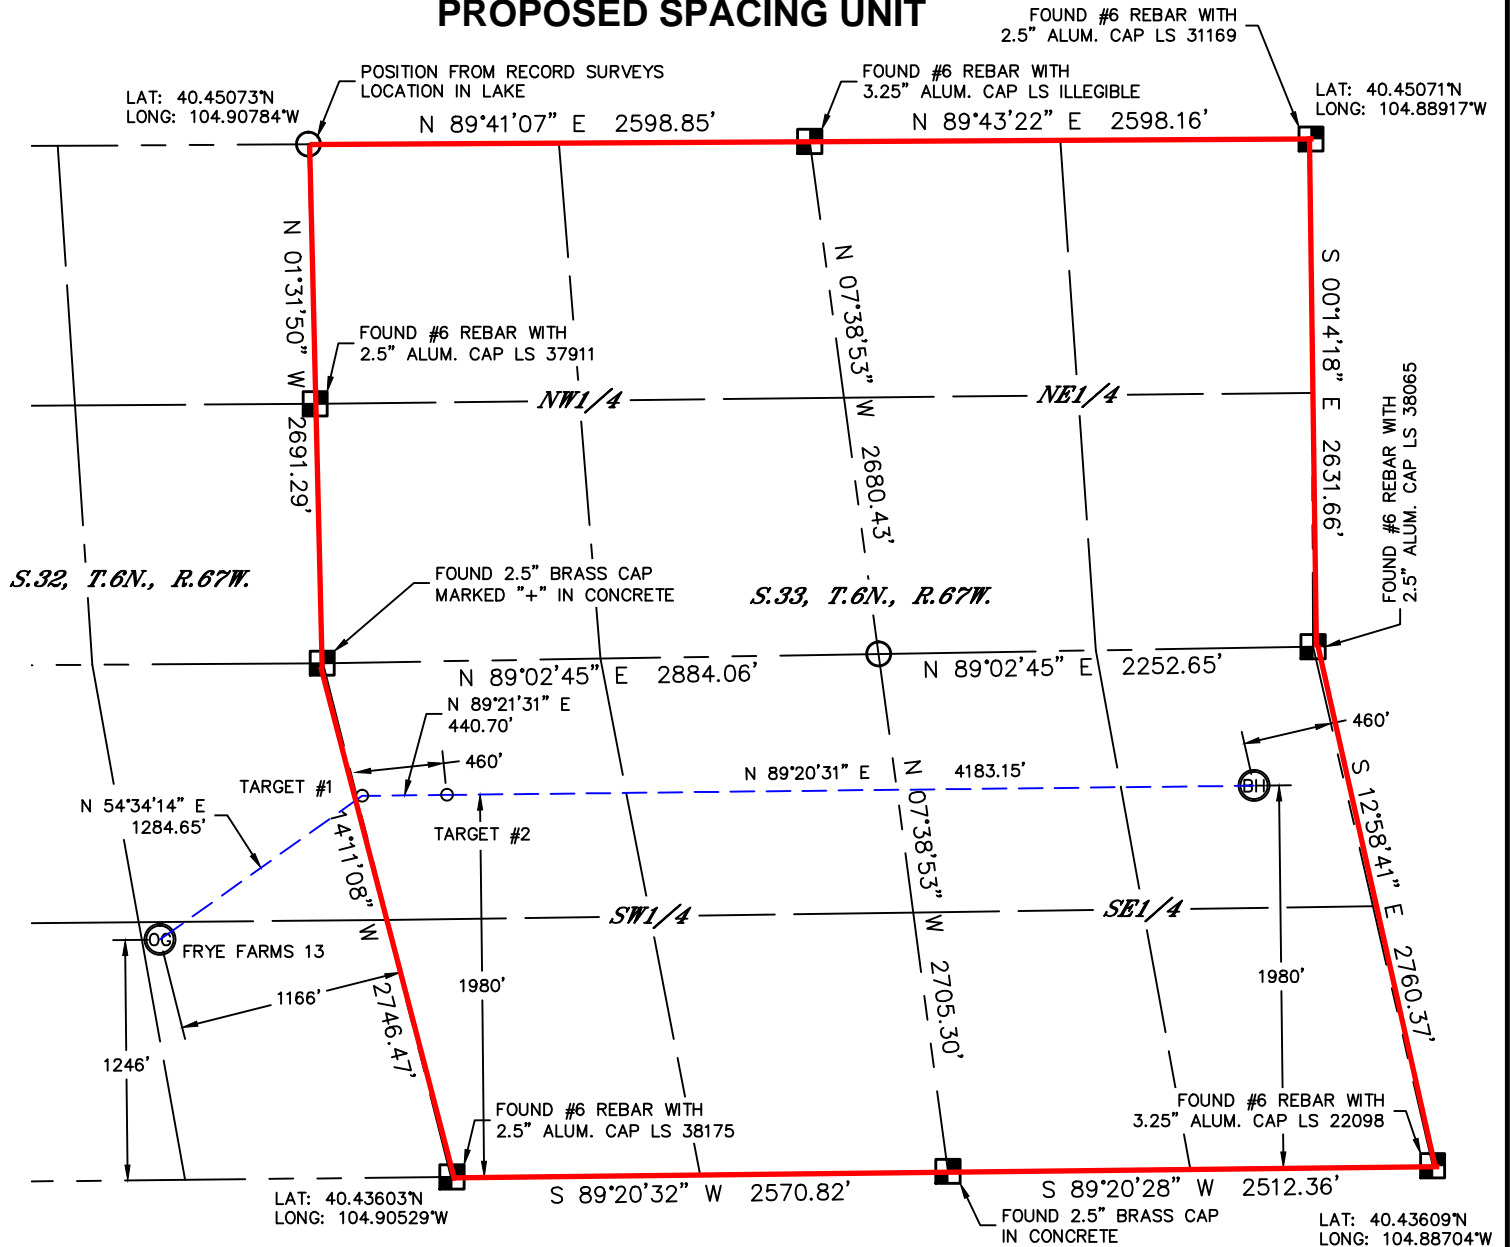 PROPOSED SPACING UNIT
FOUND #6 REBAR WITH
2.5" ALUM. CAP LS 31169
POSITION FROM RECORD SURVEYS
LOCATION IN LAKE
FOUND #6 REBAR WITH
3.25" ALUM. CAP LS ILLEGIBLE
LAT: 40.45073°N
LONG: 104.90784°W
LAT: 40.45071°N
LONG: 104.88917°W
N 89°41'07" E 2598.85'
N 89°43'22" E 2598.16'
N 01°31'50" W 2691.29'
N 07°38'53" W 2680.43'
S 00°14'18" E 2631.66'
FOUND #6 REBAR WITH
2.5" ALUM. CAP LS 37911
NW1/4
NE1/4
FOUND #6 REBAR WITH
2.5" ALUM. CAP LS 38065
S.32, T.6N., R.67W.
FOUND 2.5" BRASS CAP
MARKED "+" IN CONCRETE
S.33, T.6N., R.67W.
N 89°02'45" E 2884.06'
N 89°02'45" E 2252.65'
N 89°21'31" E
440.70'
460'
460'
TARGET #1
N 89°20'31" E 4183.15'
BH
N 54°34'14" E
1284.65'
TARGET #2
14°11'08" W 2746.47'
N 07°38'53" W 2705.30'
S 12°58'41" E 2760.37'
SW1/4
SE1/4
OG
FRYE FARMS 13
1166'
1980'
1980'
1246'
FOUND #6 REBAR WITH
2.5" ALUM. CAP LS 38175
FOUND #6 REBAR WITH
3.25" ALUM. CAP LS 22098
LAT: 40.43603°N
LONG: 104.90529°W
S 89°20'32" W 2570.82'
S 89°20'28" W 2512.36'
FOUND 2.5" BRASS CAP
IN CONCRETE
LAT: 40.43609°N
LONG: 104.88704°W